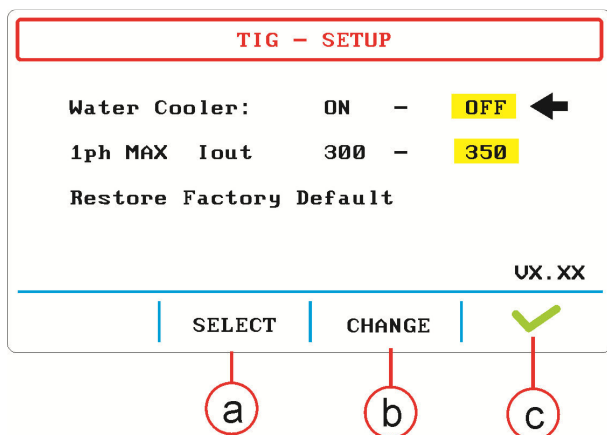 TIG – SETUP
Water Cooler: ON – OFF
1ph MAX Iout 300 – 350
Restore Factory Default
VX.XX
SELECT CHANGE
a b c